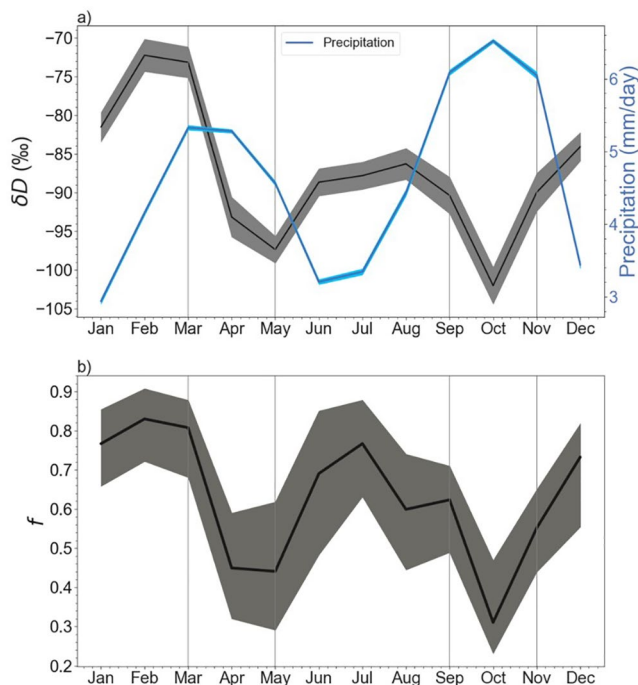 a)
−70
−75
−80
−85
−90
−95
−100
−105
δD (‰)
Precipitation
6
5
4
3
Precipitation (mm/day)
Jan Feb Mar Apr May Jun Jul Aug Sep Oct Nov Dec
b)
0.9
0.8
0.7
0.6
0.5
0.4
0.3
0.2
f
Jan Feb Mar Apr May Jun Jul Aug Sep Oct Nov Dec